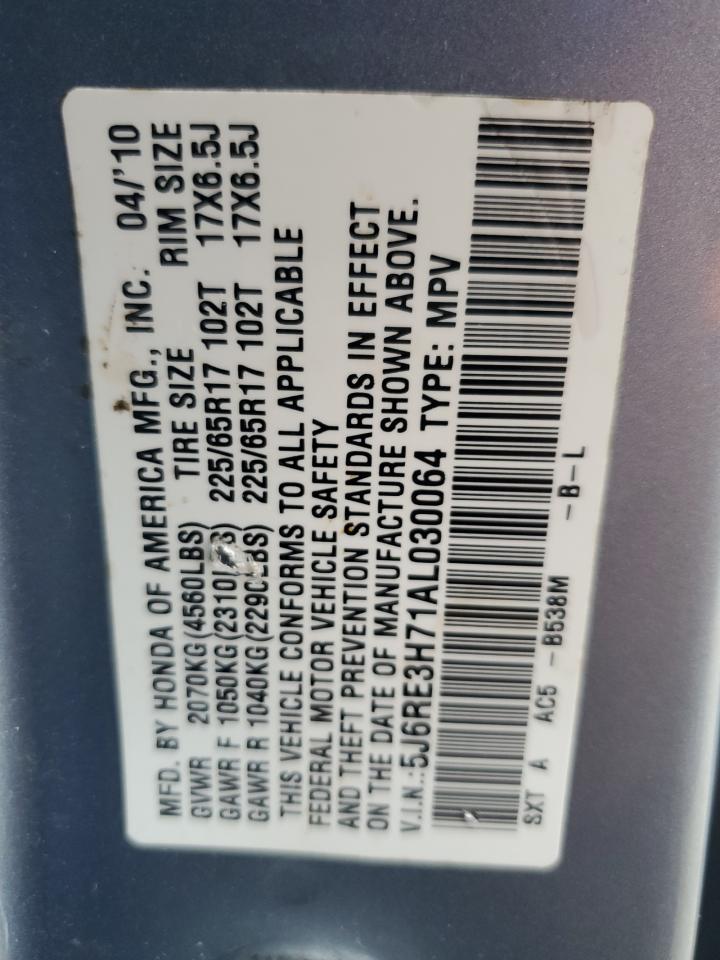 MFD. BY HONDA OF AMERICA MFG., INC. 04/'10
GVWR 2070KG(4560LBS) TIRE SIZE RIM SIZE
GAWR F 1050KG(2310LBS) 225/65R17 102T 17X6.5J
GAWR R 1040KG(2290LBS) 225/65R17 102T 17X6.5J
THIS VEHICLE CONFORMS TO ALL APPLICABLE
FEDERAL MOTOR VEHICLE SAFETY
AND THEFT PREVENTION STANDARDS IN EFFECT
ON THE DATE OF MANUFACTURE SHOWN ABOVE.
V.I.N.:5J6RE3H71AL030064 TYPE: MPV
SXT A AC5 -B538M -B-L